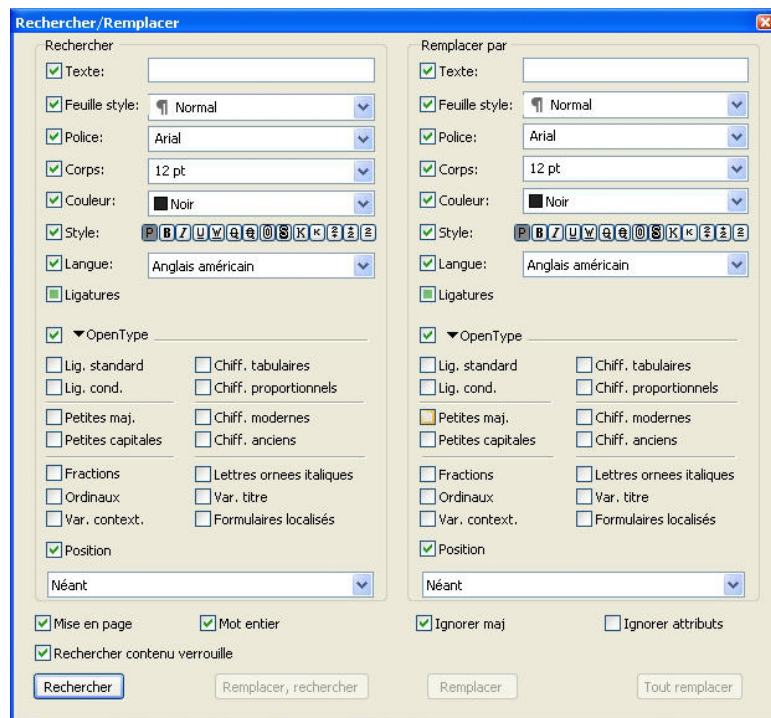 Rechercher/Remplacer
Rechercher
Texte:
Feuille style: ¶ Normal
Police: Arial
Corps: 12 pt
Couleur: Noir
Style: P B I U W Q Q O S K K 2 2 2
Langue: Anglais américain
Ligatures
OpenType
Lig. standard Chiff. tabulaires
Lig. cond. Chiff. proportionnels
Petites maj. Chiff. modernes
Petites capitales Chiff. anciens
Fractions Lettres ornees italiques
Ordinaux Var. titre
Var. context. Formulaires localisés
Position
Néant
Remplacer par
Texte:
Feuille style: ¶ Normal
Police: Arial
Corps: 12 pt
Couleur: Noir
Style: P B I U W Q Q O S K K 2 2 2
Langue: Anglais américain
Ligatures
OpenType
Lig. standard Chiff. tabulaires
Lig. cond. Chiff. proportionnels
Petites maj. Chiff. modernes
Petites capitales Chiff. anciens
Fractions Lettres ornees italiques
Ordinaux Var. titre
Var. context. Formulaires localisés
Position
Néant
Mise en page Mot entier Ignorer maj Ignorer attributs
Rechercher contenu verrouille
Rechercher Remplacer, rechercher Remplacer Tout remplacer